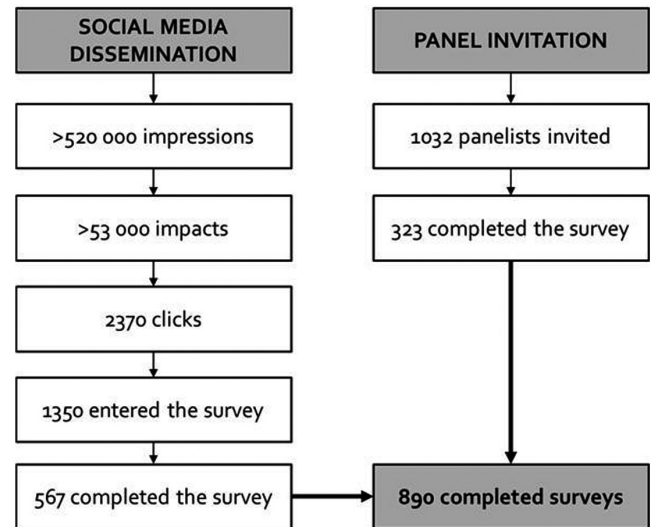 SOCIAL MEDIA
DISSEMINATION
>520 000 impressions
>53 000 impacts
2370 clicks
1350 entered the survey
567 completed the survey
PANEL INVITATION
1032 panelists invited
323 completed the survey
890 completed surveys